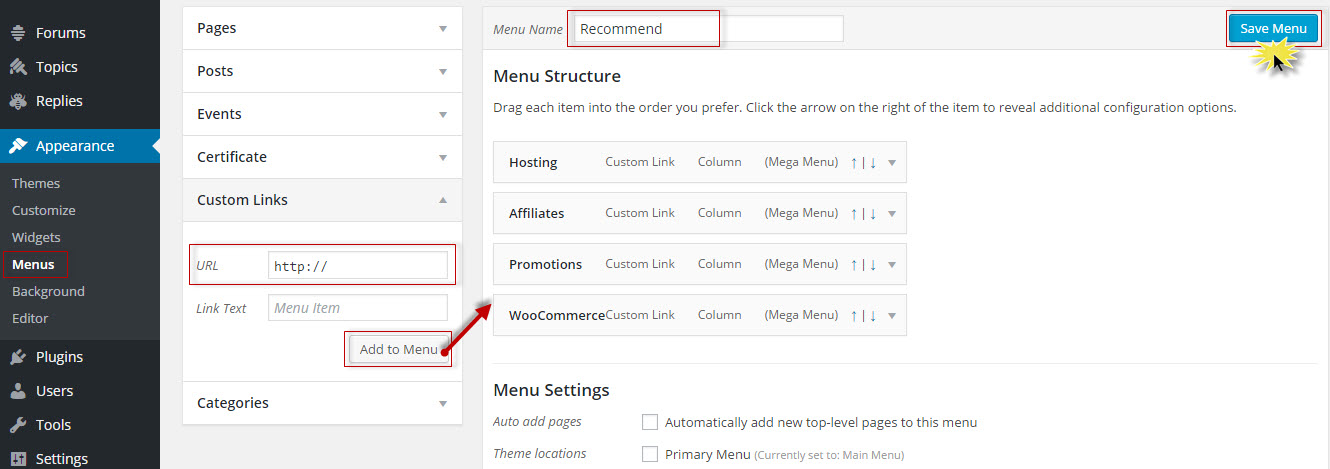 Forums
Topics
Replies
Appearance
Themes
Customize
Widgets
Menus
Background
Editor
Plugins
Users
Tools
Settings
Pages
Posts
Events
Certificate
Custom Links
URL http://
Link Text Menu Item
Add to Menu
Categories
Menu Name Recommend Save Menu
Menu Structure
Drag each item into the order you prefer. Click the arrow on the right of the item to reveal additional configuration options.
Hosting Custom Link Column (Mega Menu) ↑ | ↓
Affiliates Custom Link Column (Mega Menu) ↑ | ↓
Promotions Custom Link Column (Mega Menu) ↑ | ↓
WooCommerce Custom Link Column (Mega Menu) ↑ | ↓
Menu Settings
Auto add pages Automatically add new top-level pages to this menu
Theme locations Primary Menu (Currently set to: Main Menu)